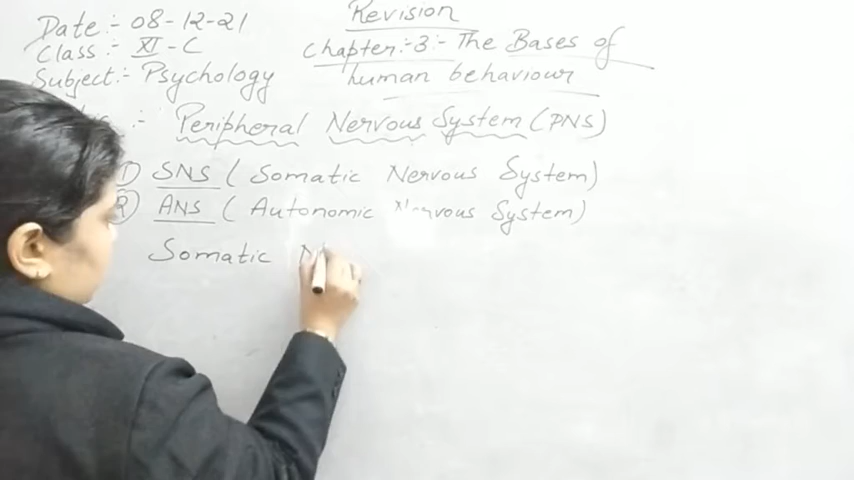 Date:- 08-12-21
Revision
Class:- XI - C
Chapter:-3:- The Bases of
Subject:- Psychology
human behaviour
:- Peripheral Nervous System (PNS)
SNS ( Somatic Nervous System)
② ANS ( Autonomic Nervous System)
Somatic N